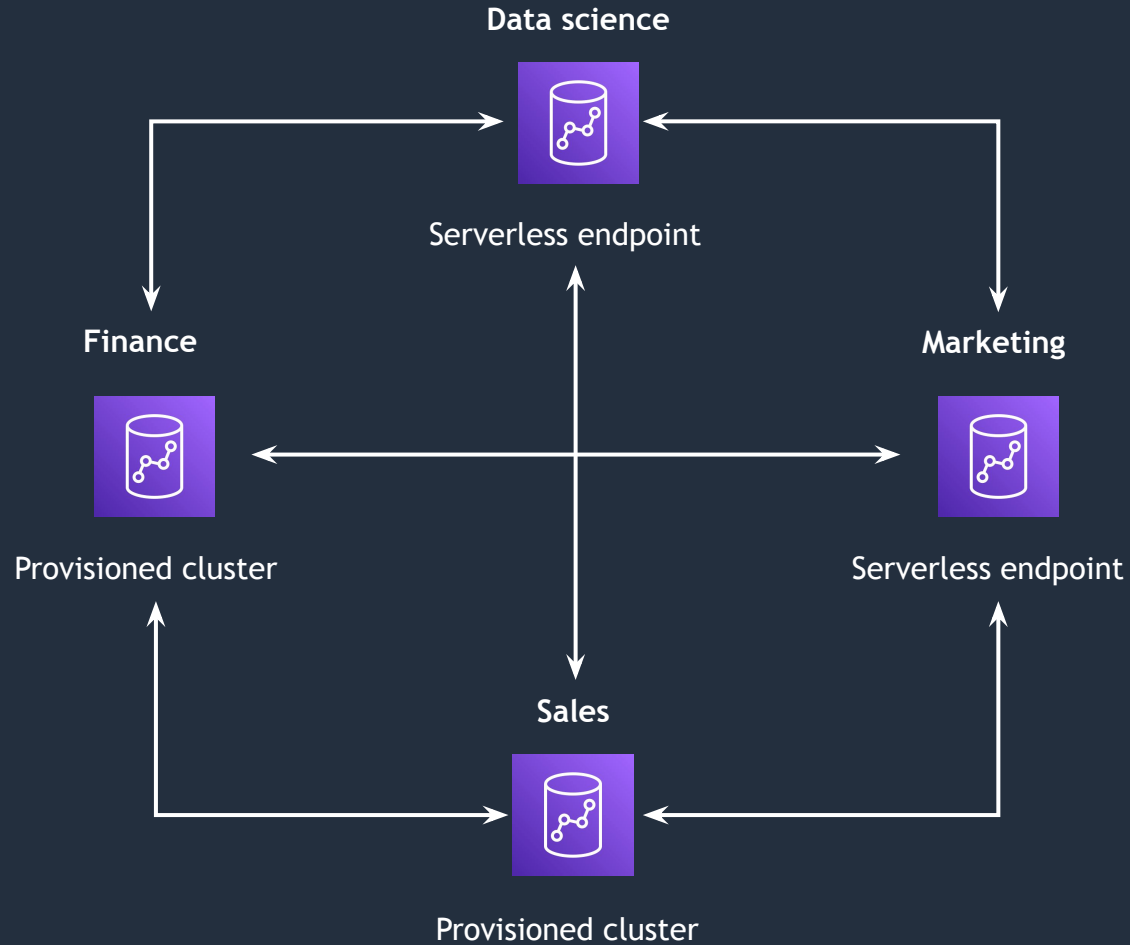 Data science
Serverless endpoint
Finance
Marketing
Provisioned cluster
Serverless endpoint
Sales
Provisioned cluster